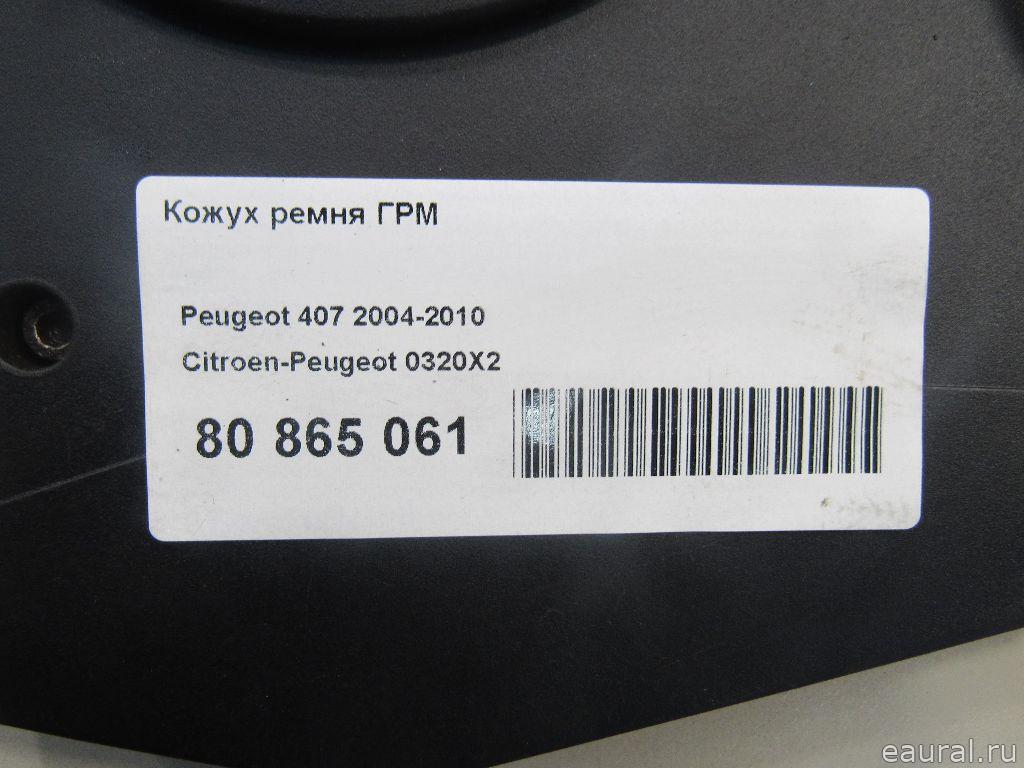 Кожух ремня ГРМ
Peugeot 407 2004-2010
Citroen-Peugeot 0320X2
80 865 061
eaural.ru